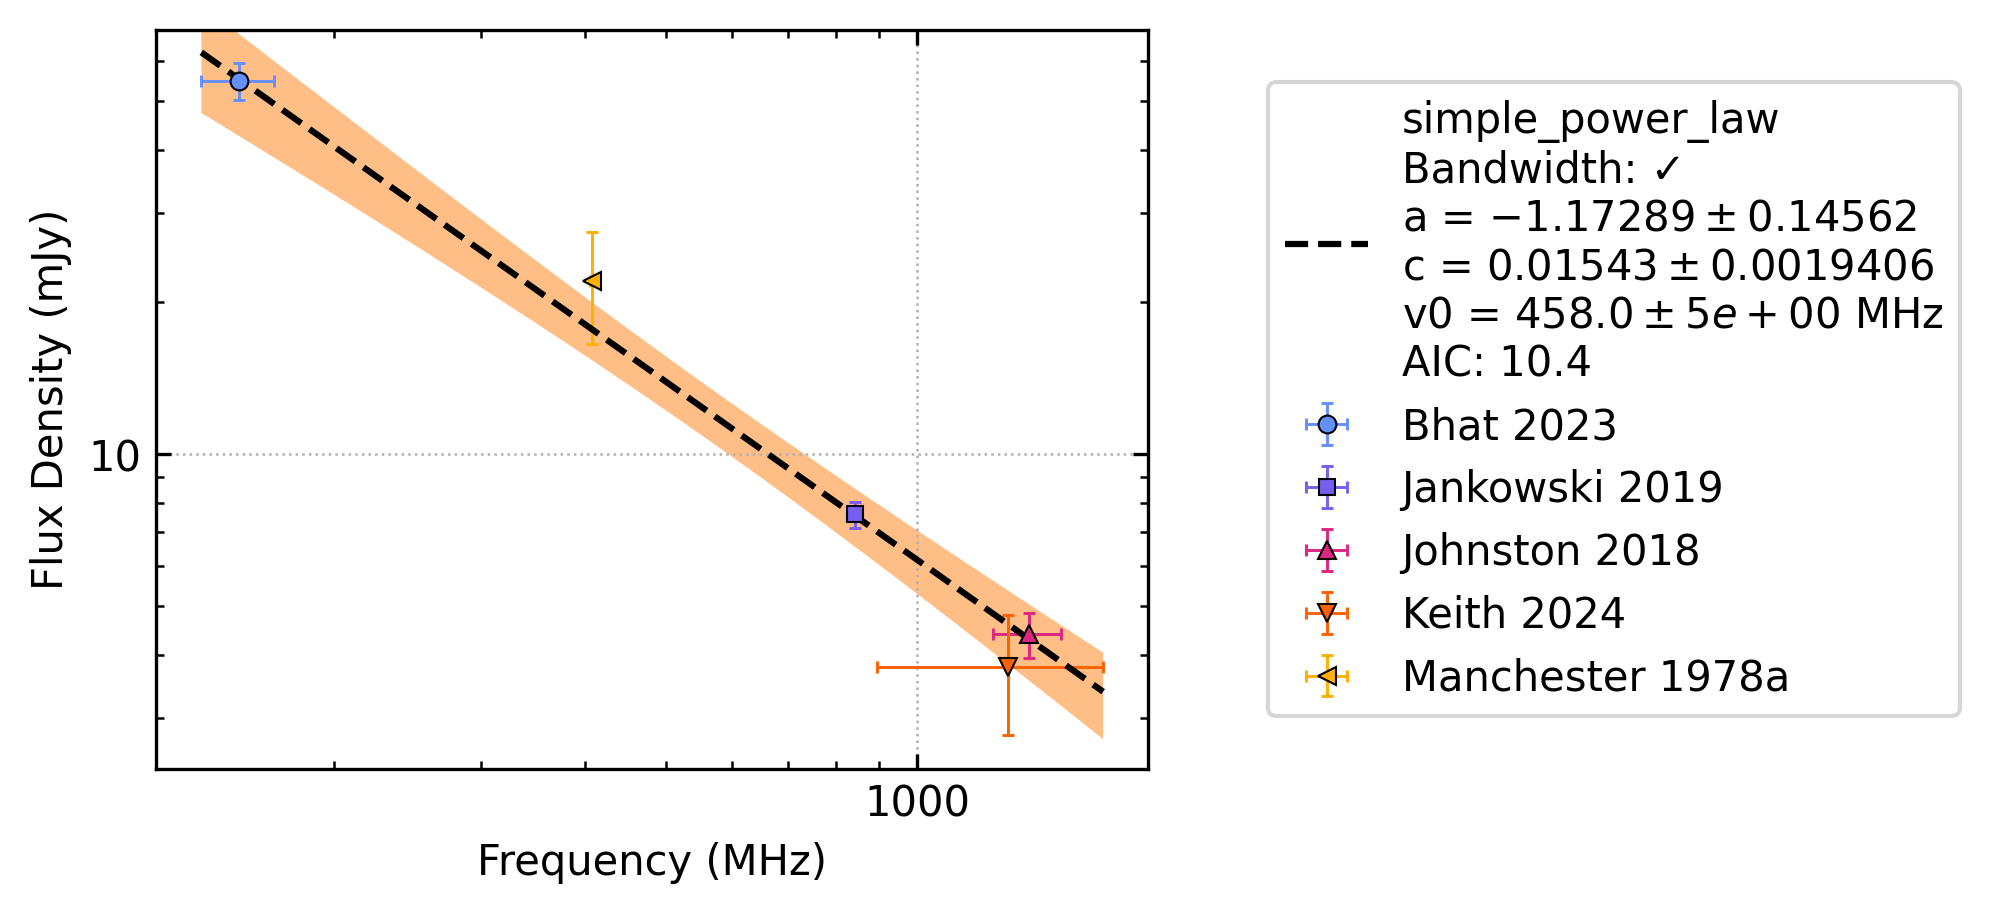 Flux Density (mJy)
10
1000
Frequency (MHz)
simple_power_law
Bandwidth: ✓
a = −1.17289 ± 0.14562
c = 0.01543 ± 0.0019406
v0 = 458.0 ± 5e + 00 MHz
AIC: 10.4
Bhat 2023
Jankowski 2019
Johnston 2018
Keith 2024
Manchester 1978a